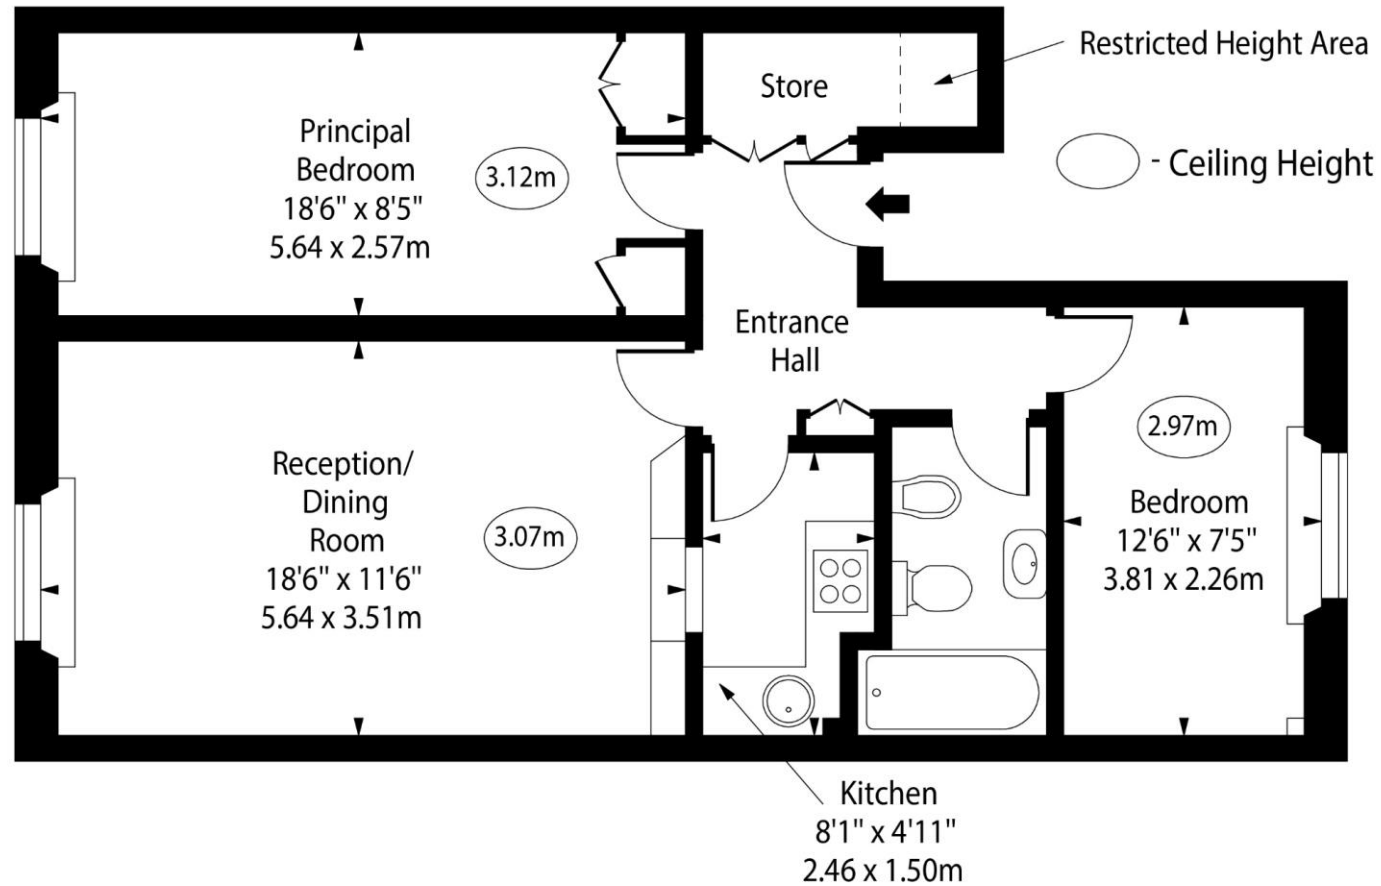 Restricted Height Area
Store
Principal
Bedroom
18'6" x 8'5"
5.64 x 2.57m
3.12m
- Ceiling Height
Entrance
Hall
Reception/
Dining
Room
18'6" x 11'6"
5.64 x 3.51m
3.07m
2.97m
Bedroom
12'6" x 7'5"
3.81 x 2.26m
Kitchen
8'1" x 4'11"
2.46 x 1.50m